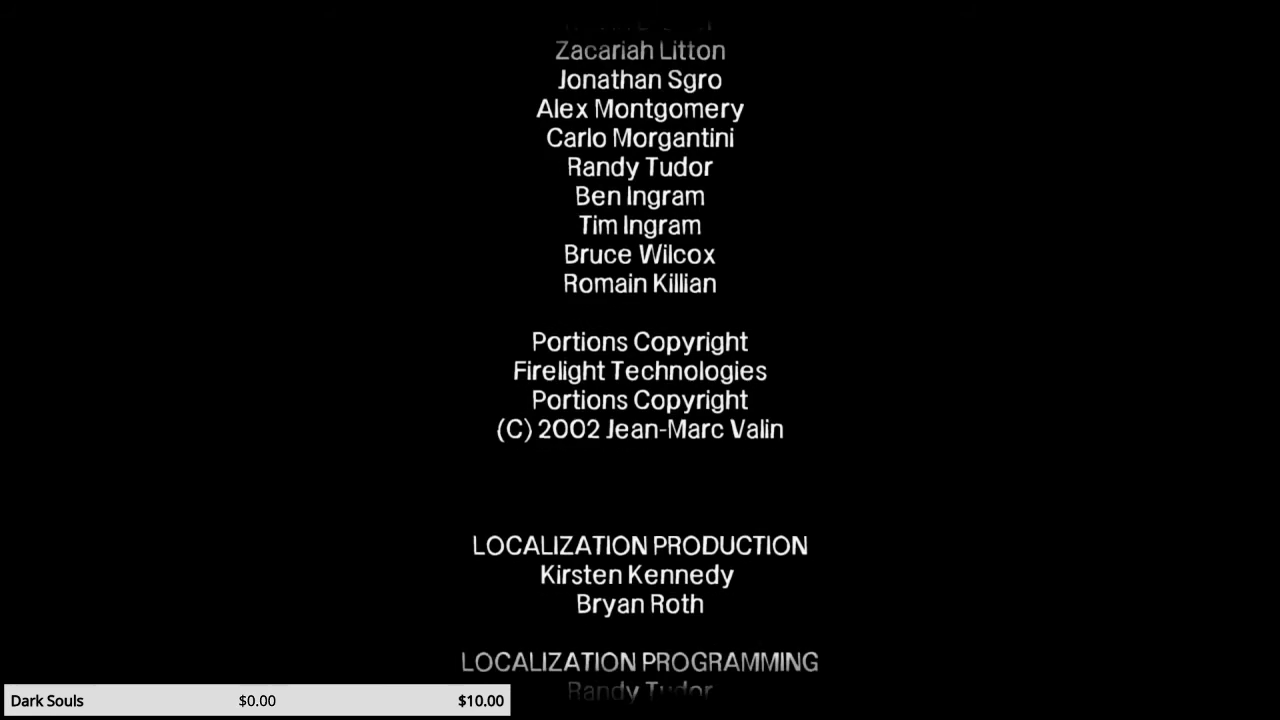 Zacariah Litton
Jonathan Sgro
Alex Montgomery
Carlo Morgantini
Randy Tudor
Ben Ingram
Tim Ingram
Bruce Wilcox
Romain Killian
Portions Copyright
Firelight Technologies
Portions Copyright
(C) 2002 Jean-Marc Valin
LOCALIZATION PRODUCTION
Kirsten Kennedy
Bryan Roth
LOCALIZATION PROGRAMMING
Randy Tudor
Dark Souls $0.00 $10.00